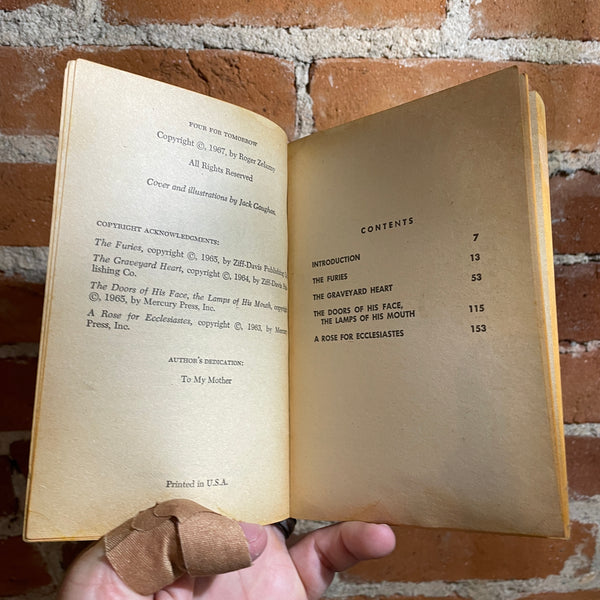 FOUR FOR TOMORROW
Copyright ©, 1967, by Roger Zelazny
All Rights Reserved
Cover and illustrations by Jack Gaughan.
COPYRIGHT ACKNOWLEDGMENTS:
The Furies, copyright ©, 1965, by Ziff-Davis Publishing
lishing Co.
The Graveyard Heart, copyright ©, 1964, by Ziff-Davis
The Doors of His Face, the Lamps of His Mouth,
©, 1965, by Mercury Press, Inc.
A Rose for Ecclesiastes, copyright ©, 1963, by
Press, Inc.
AUTHOR'S DEDICATION:
To My Mother
Printed in U.S.A.
CONTENTS
INTRODUCTION 7
THE FURIES 13
THE GRAVEYARD HEART 53
THE DOORS OF HIS FACE,
THE LAMPS OF HIS MOUTH 115
A ROSE FOR ECCLESIASTES 153